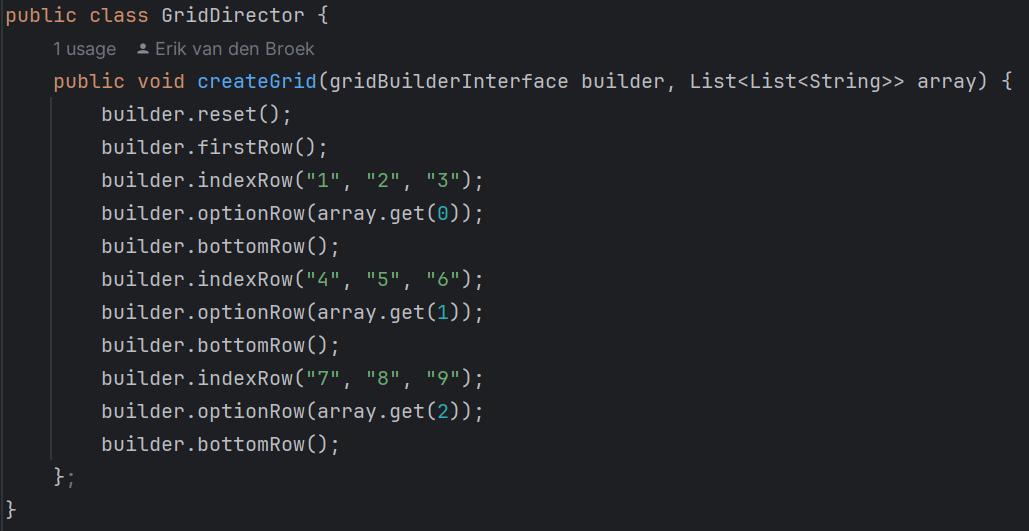 public class GridDirector {
1 usage Erik van den Broek
public void createGrid(gridBuilderInterface builder, List<List<String>> array) {
builder.reset();
builder.firstRow();
builder.indexRow("1", "2", "3");
builder.optionRow(array.get(0));
builder.bottomRow();
builder.indexRow("4", "5", "6");
builder.optionRow(array.get(1));
builder.bottomRow();
builder.indexRow("7", "8", "9");
builder.optionRow(array.get(2));
builder.bottomRow();
};
}